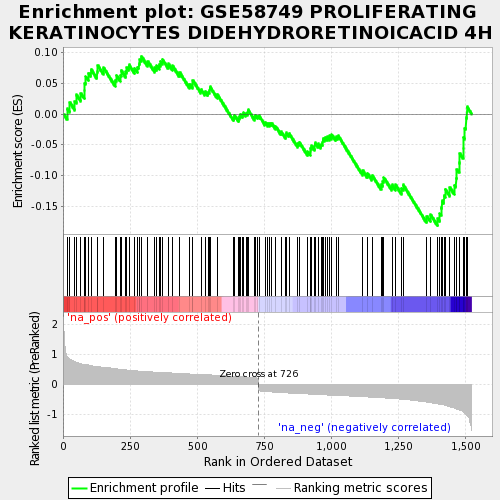 Enrichment plot: GSE58749 PROLIFERATING
KERATINOCYTES DIDEHYDRORETINOICACID 4H
Enrichment score (ES)
0.10
0.05
0.00
-0.05
-0.10
-0.15
Ranked list metric (PreRanked)
2
1
0
-1
'na_pos' (positively correlated)
Zero cross at 726
'na_neg' (negatively correlated)
0
250
500
750
1,000
1,250
1,500
Rank in Ordered Dataset
Enrichment profile
Hits
Ranking metric scores